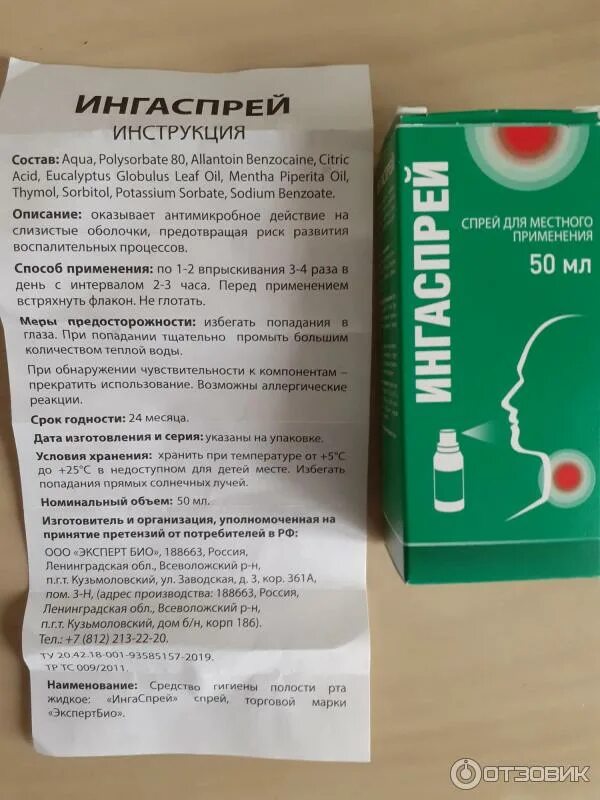 ИНГАСПРЕЙ
ИНСТРУКЦИЯ
Состав: Aqua, Polysorbate 80, Allantoin Benzocaine, Citric
Acid, Eucalyptus Globulus Leaf Oil, Mentha Piperita Oil,
Thymol, Sorbitol, Potassium Sorbate, Sodium Benzoate.
Описание: оказывает антимикробное действие на
слизистые оболочки, предотвращая риск развития
воспалительных процессов.
Способ применения: по 1-2 впрыскивания 3-4 раза в
день с интервалом 2-3 часа. Перед применением
встряхнуть флакон. Не глотать.
Меры предосторожности: избегать попадания в
глаза. При попадании тщательно промыть большим
количеством теплой воды.
При обнаружении чувствительности к компонентам –
прекратить использование. Возможны аллергические
реакции.
Срок годности: 24 месяца.
Дата изготовления и серия: указаны на упаковке.
Условия хранения: хранить при температуре от +5°C
до +25°C в недоступном для детей месте. Избегать
попадания прямых солнечных лучей.
Номинальный объем: 50 мл.
Изготовитель и организация, уполномоченная на
принятие претензий от потребителей в РФ:
ООО «ЭКСПЕРТ БИО», 188663, Россия,
Ленинградская обл., Всеволожский р-н,
п.г.т. Кузьмоловский, ул. Заводская, д. 3, кор. 361А,
пом. 3-Н, (адрес производства: 188663, Россия,
Ленинградская обл., Всеволожский р-н,
п.г.т. Кузьмоловский, дом б/н, корп 186).
Тел.: +7 (812) 213-22-20.
ТУ 20.42.18-001-93585157-2019.
ТР ТС 009/2011.
Наименование: Средство гигиены полости рта
жидкое: «ИнгаСпрей» спрей, торговой марки
«ЭкспертБио».
ИНГАСПРЕЙ
СПРЕЙ ДЛЯ МЕСТНОГО
ПРИМЕНЕНИЯ
50 мл
ОТЗОВИК